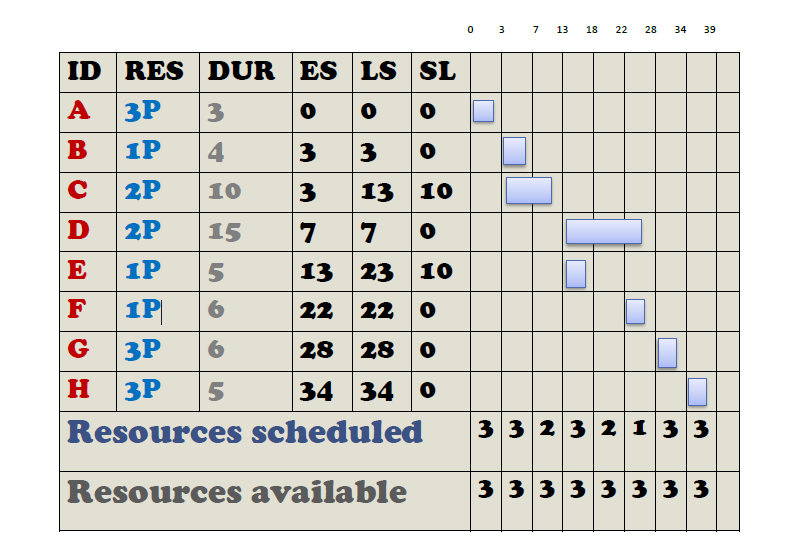 0 3 7 13 18 22 28 34 39
ID RES DUR ES LS SL
A 3P 3 0 0 0
B 1P 4 3 3 0
C 2P 10 3 13 10
D 2P 15 7 7 0
E 1P 5 13 23 10
F 1P 6 22 22 0
G 3P 6 28 28 0
H 3P 5 34 34 0
Resources scheduled 3 3 2 3 2 1 3 3
Resources available 3 3 3 3 3 3 3 3